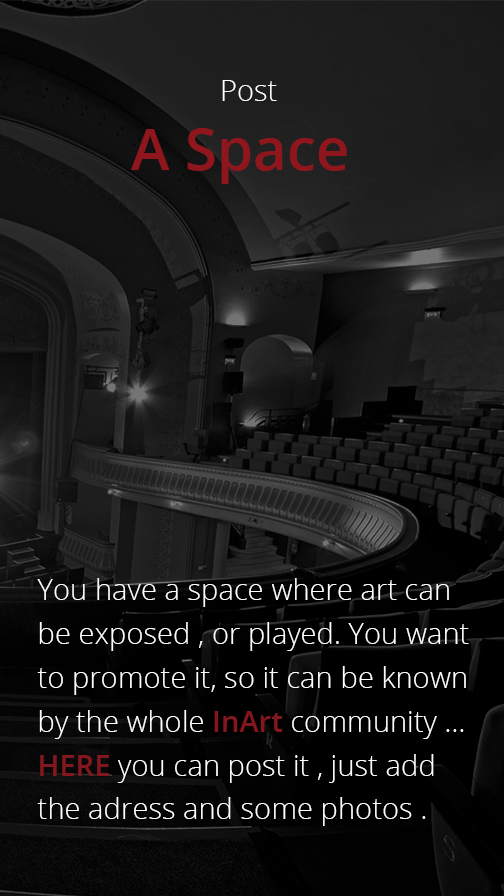 Post
A Space
You have a space where art can
be exposed , or played. You want
to promote it, so it can be known
by the whole InArt community ...
HERE you can post it , just add
the adress and some photos .